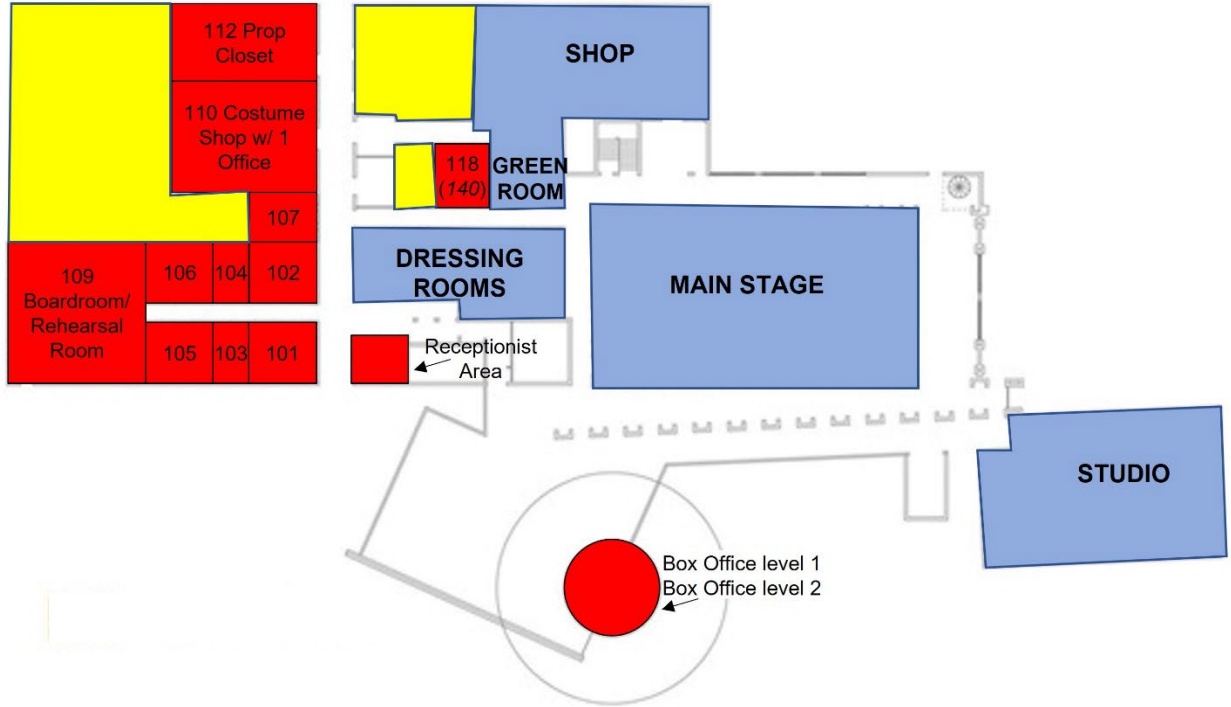 112 Prop
Closet
SHOP
110 Costume
Shop w/ 1
Office
118
(140)
GREEN
ROOM
107
109
Boardroom/
Rehearsal
Room
106
104
102
DRESSING
ROOMS
MAIN STAGE
105
103
101
Receptionist
Area
STUDIO
Box Office level 1
Box Office level 2